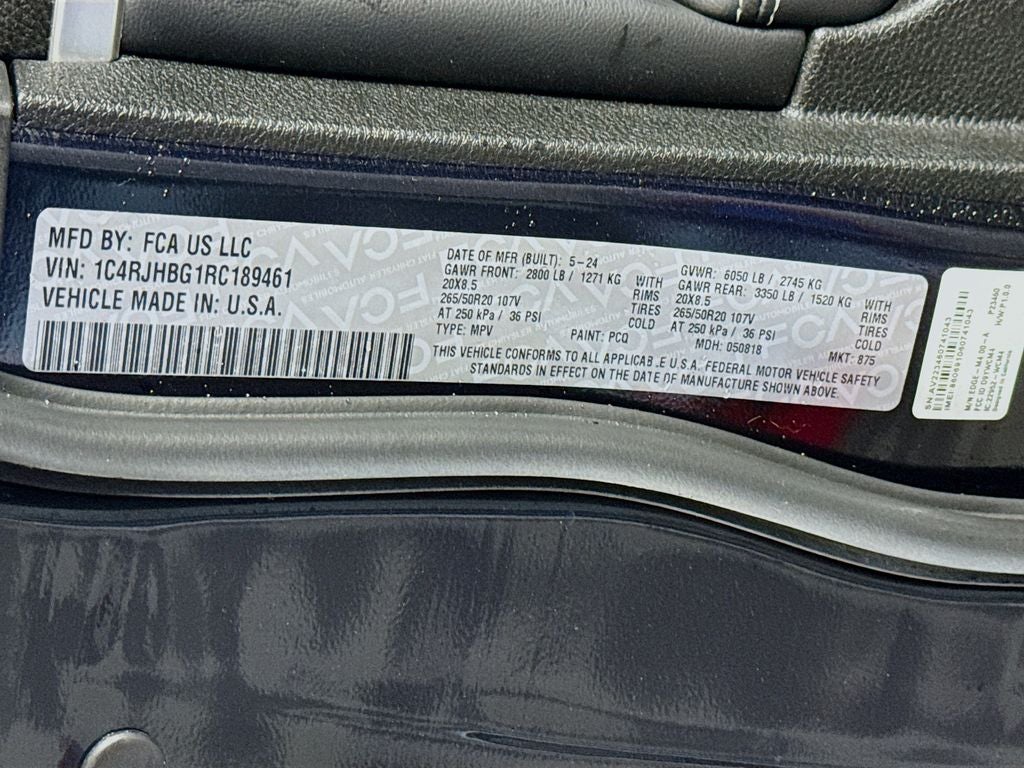 MFD BY: FCA US LLC
VIN: 1C4RJHBG1RC189461
VEHICLE MADE IN: U.S.A.
DATE OF MFR (BUILT): 5-24
GAWR FRONT: 2800 LB / 1271 KG WITH
20X8.5 RIMS
265/50R20 107V TIRES
AT 250 kPa / 36 PSI COLD
TYPE: MPV PAINT: PCQ
GVWR: 6050 LB / 2745 KG
GAWR REAR: 3350 LB / 1520 KG WITH
20X8.5 RIMS
265/50R20 107V TIRES
AT 250 kPa / 36 PSI COLD
MDH: 050818 MKT: 875
THIS VEHICLE CONFORMS TO ALL APPLICAB.E U.S.A. FEDERAL MOTOR VEHICLE SAFETY
STANDARDS IN EFFECT ON THE DATE OF MANUFACTURE SHOWN ABOVE.
P23460
H/W:P1.0.0